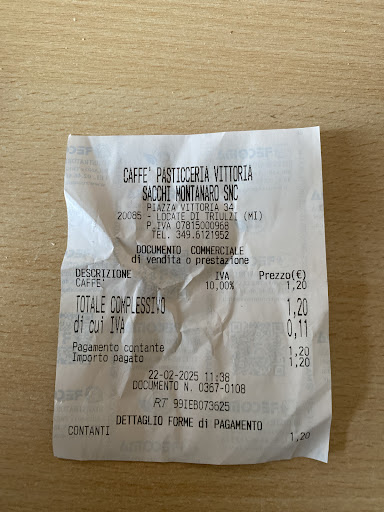 CAFFE' PASTICCERIA VITTORIA
SACCHI MONTANARO SNC
PIAZZA VITTORIA 34
20085 - LOCATE DI TRIULZI (MI)
P.IVA 07815000968
TEL. 349.6121952
DOCUMENTO COMMERCIALE
di vendita o prestazione
DESCRIZIONE IVA Prezzo(€)
CAFFE' 10,00% 1,20
TOTALE COMPLESSIVO 1,20
di cui IVA 0,11
Pagamento contante 1,20
Importo pagato 1,20
22-02-2025 11:38
DOCUMENTO N. 0367-0108
RT 99IEB073625
DETTAGLIO FORME di PAGAMENTO
CONTANTI 1,20